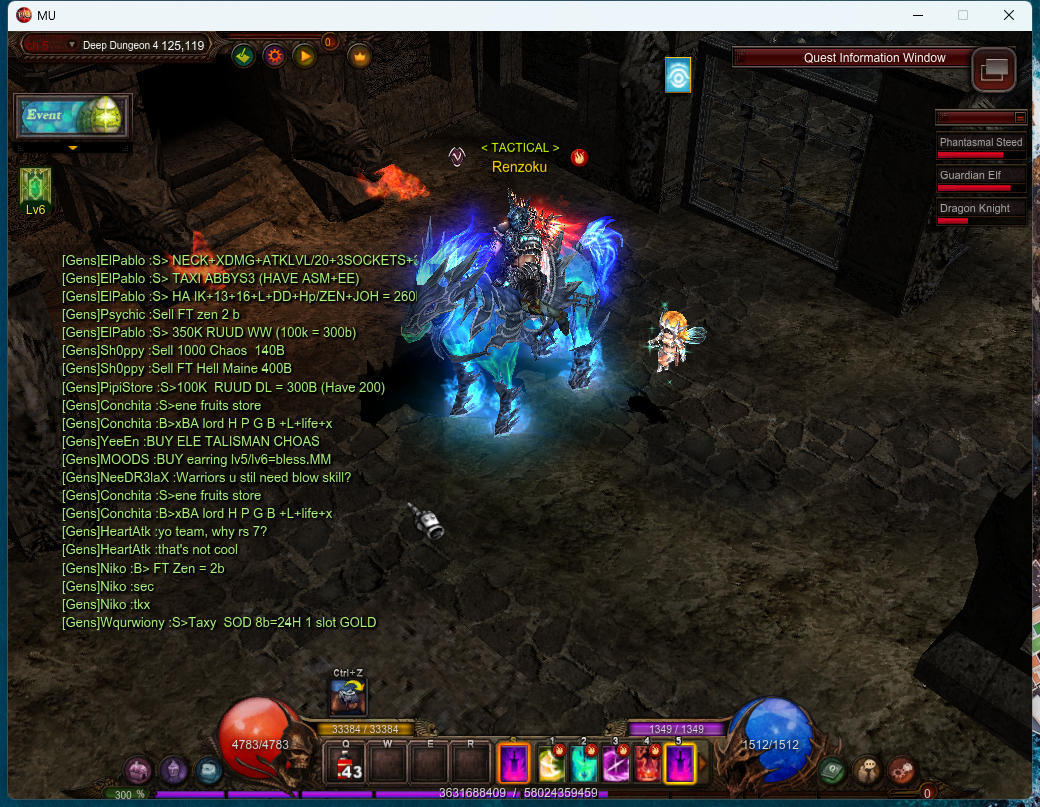 MU
Ch 5
Deep Dungeon 4 125,119
0
Quest Information Window
Event
Lv6
< TACTICAL >
Renzoku
Phantasmal Steed
Guardian Elf
Dragon Knight
[Gens]ElPablo :S> NECK+XDMG+ATKLVL/20+3SOCKETS+
[Gens]ElPablo :S> TAXI ABBYS3 (HAVE ASM+EE)
[Gens]ElPablo :S> HA IK+13+16+L+DD+Hp/ZEN+JOH = 260
[Gens]Psychic :Sell FT zen 2 b
[Gens]ElPablo :S> 350K RUUD WW (100k = 300b)
[Gens]Sh0ppy :Sell 1000 Chaos  140B
[Gens]Sh0ppy :Sell FT Hell Maine 400B
[Gens]PipiStore :S>100K  RUUD DL = 300B (Have 200)
[Gens]Conchita :S>ene fruits store
[Gens]Conchita :B>xBA lord H P G B +L+life+x
[Gens]YeeEn :BUY ELE TALISMAN CHOAS
[Gens]MOODS :BUY earring lv5/lv6=bless.MM
[Gens]NeeDR3laX :Warriors u stil need blow skill?
[Gens]Conchita :S>ene fruits store
[Gens]Conchita :B>xBA lord H P G B +L+life+x
[Gens]HeartAtk :yo team, why rs 7?
[Gens]HeartAtk :that's not cool
[Gens]Niko :B> FT Zen = 2b
[Gens]Niko :sec
[Gens]Niko :tkx
[Gens]Wqurwiony :S>Taxy  SOD 8b=24H 1 slot GOLD
Ctrl+Z
33384 / 33384
1349 / 1349
4783/4783
Q W E R 1 2 3 4 5
43
1512/1512
300 %
3631688409 / 58024359459
0